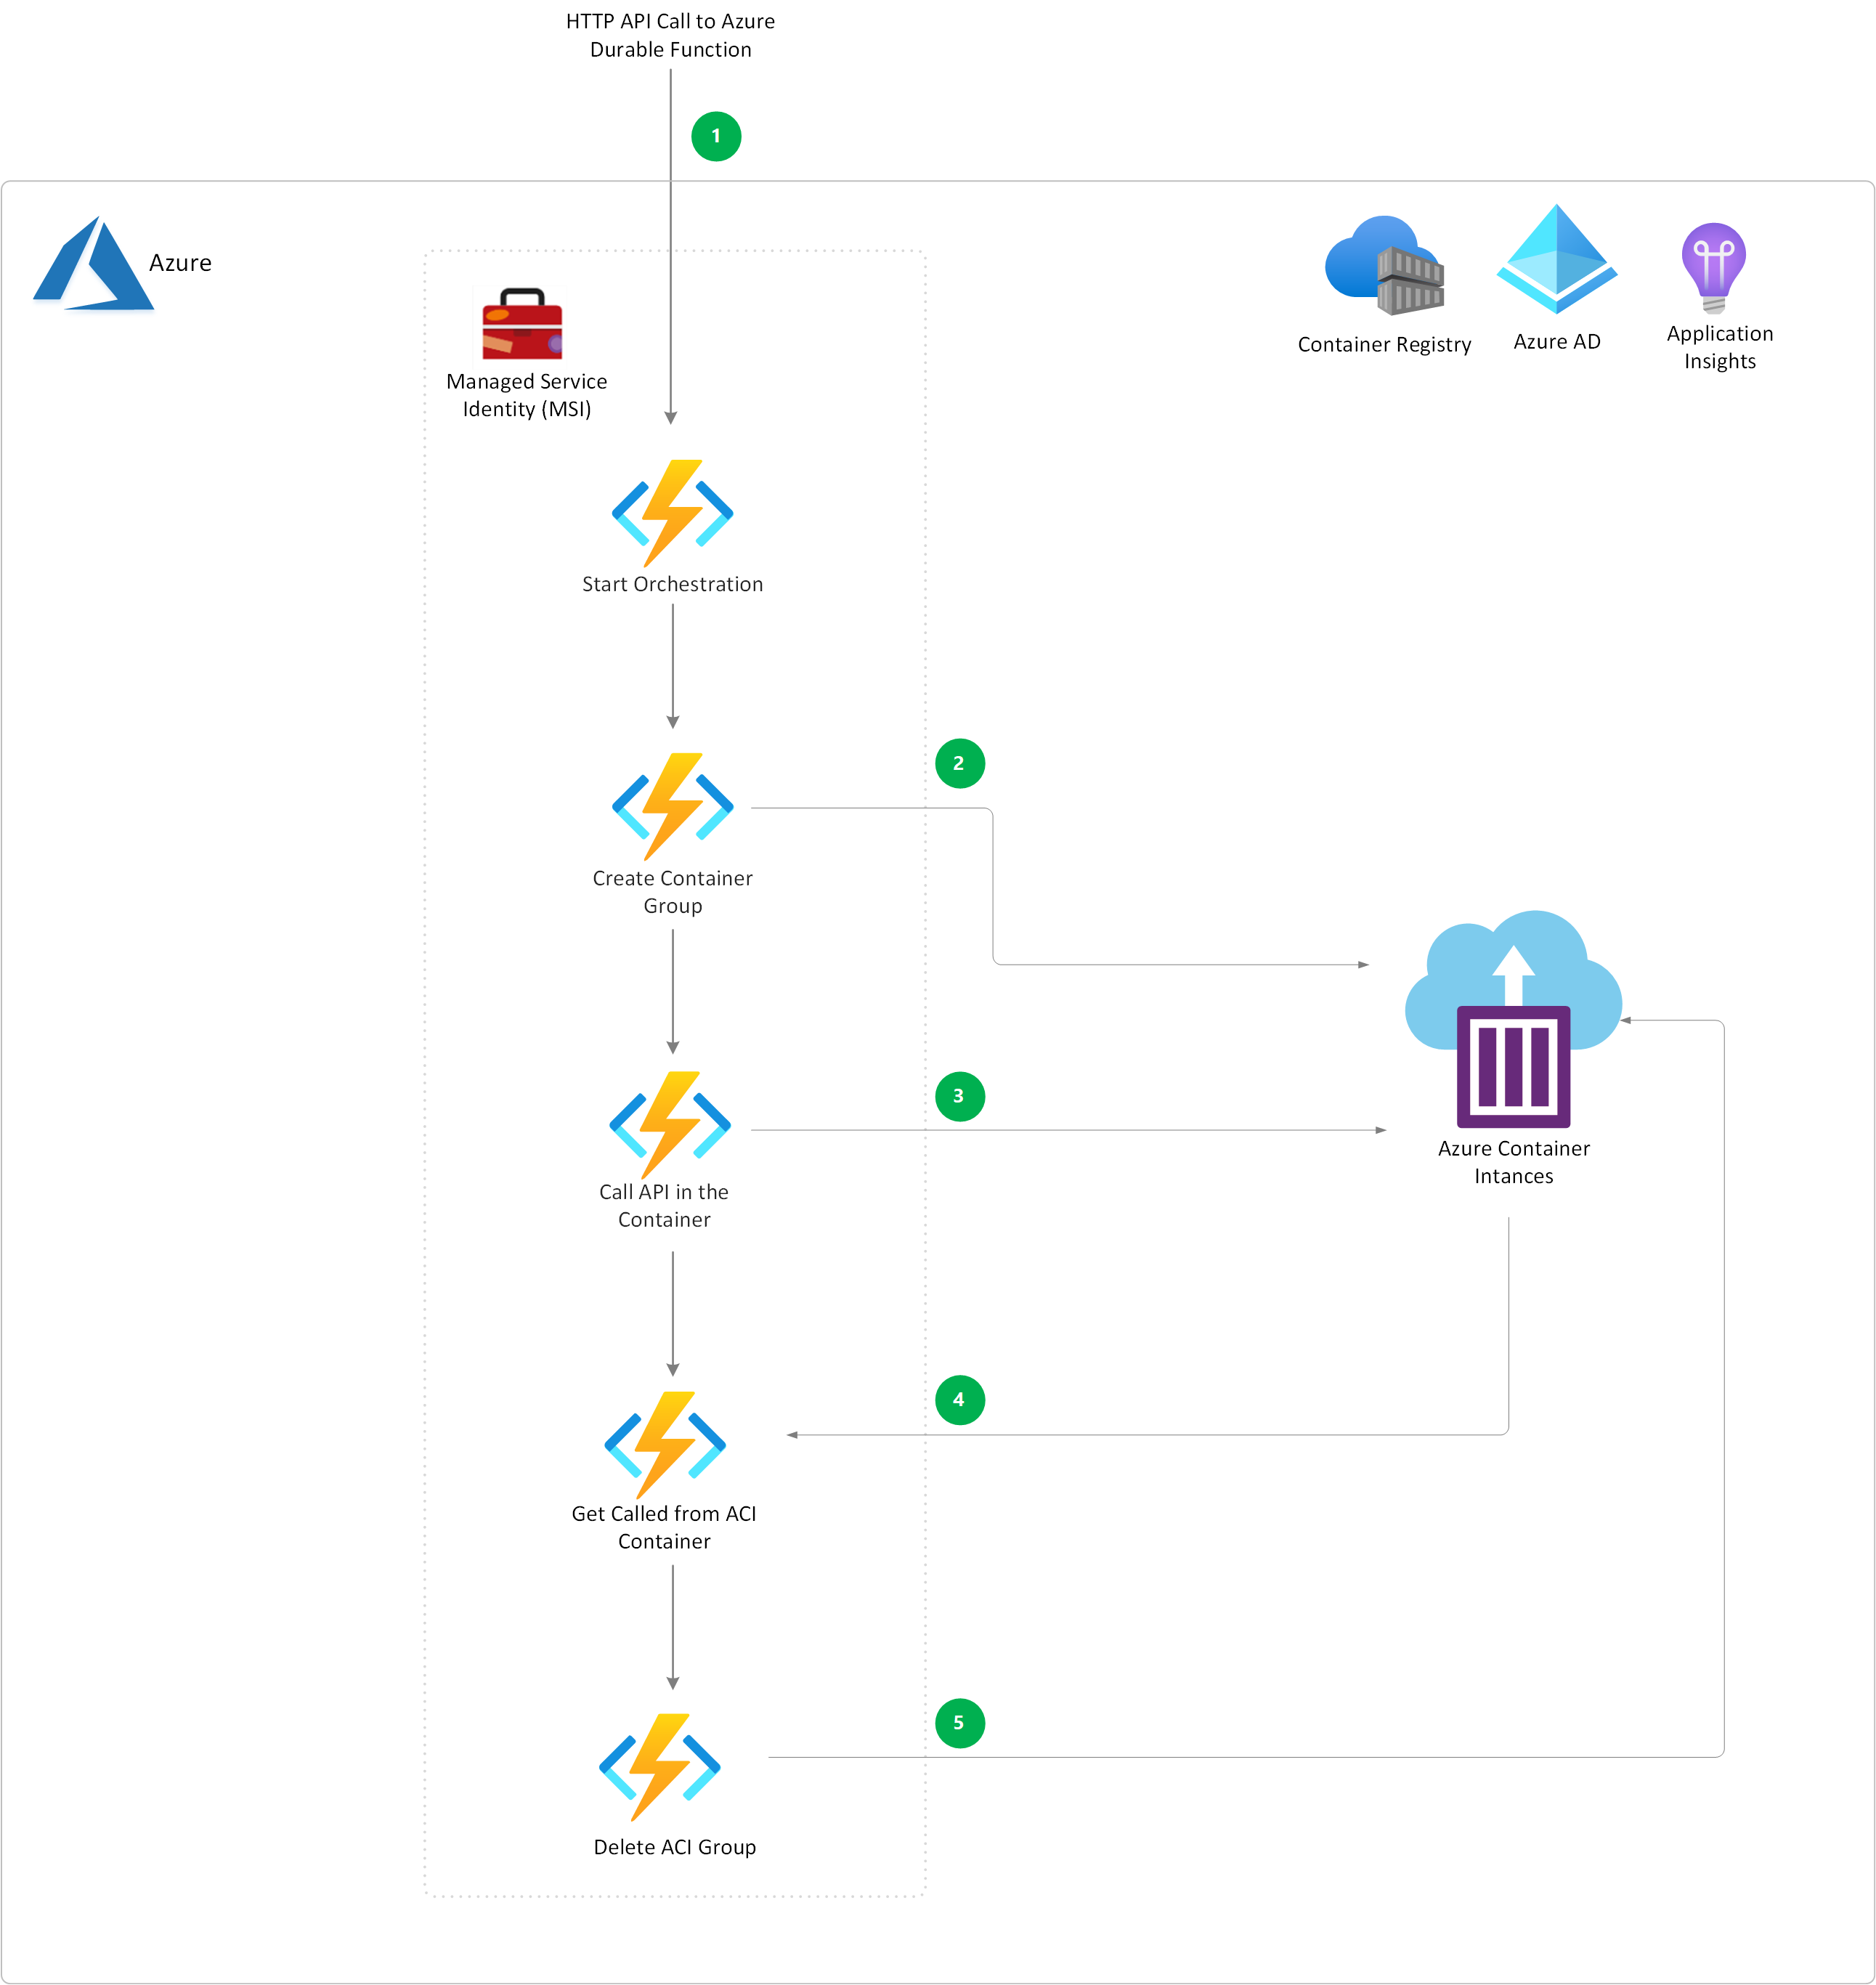 HTTP API Call to Azure
Durable Function
1
Azure
Managed Service
Identity (MSI)
Container Registry
Azure AD
Application
Insights
Start Orchestration
2
Create Container
Group
3
Call API in the
Container
Azure Container
Intances
4
Get Called from ACI
Container
5
Delete ACI Group